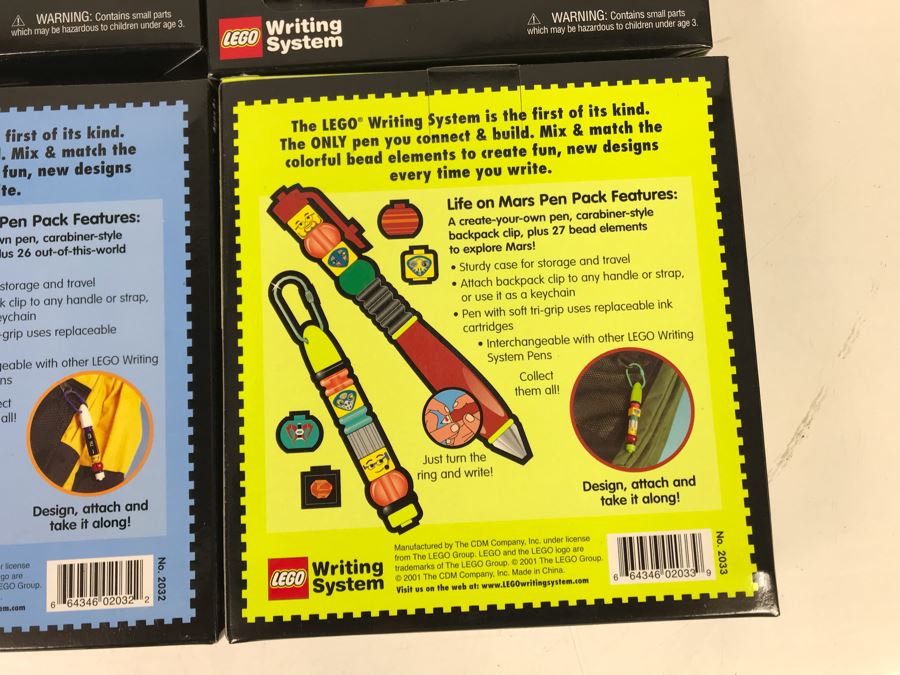 WARNING: Contains small parts
which may be hazardous to children under age 3.
LEGO Writing
System
WARNING: Contains small parts
which may be hazardous to children under age 3.
first of its kind.
. Mix & match
fun, new designs
te.
Pen Pack Features:
wn pen, carabiner-style
lus 26 out-of-this-world
storage and travel
k clip to any handle or strap,
eychain
-grip uses replaceable
geable with other LEGO Writing
ns
ect
all!
Design, attach and
take it along!
r license
go are
EGO Group.
em.com
6 64346 02032 2
No. 2032
The LEGO® Writing System is the first of its kind.
The ONLY pen you connect & build. Mix & match the
colorful bead elements to create fun, new designs
every time you write.
Life on Mars Pen Pack Features:
A create-your-own pen, carabiner-style
backpack clip, plus 27 bead elements
to explore Mars!
• Sturdy case for storage and travel
• Attach backpack clip to any handle or strap,
or use it as a keychain
• Pen with soft tri-grip uses replaceable ink
cartridges
• Interchangeable with other LEGO Writing
System Pens
Collect
them all!
Just turn the
ring and write!
Design, attach and
take it along!
LEGO Writing
System
Manufactured by The CDM Company, Inc. under license
from The LEGO Group. LEGO and the LEGO logo are
trademarks of The LEGO Group. © 2001 The LEGO Group.
© 2001 The CDM Company, Inc. Made in China.
Visit us on the web at: www.LEGOwritingsystem.com
6 64346 02033 9
No. 2033